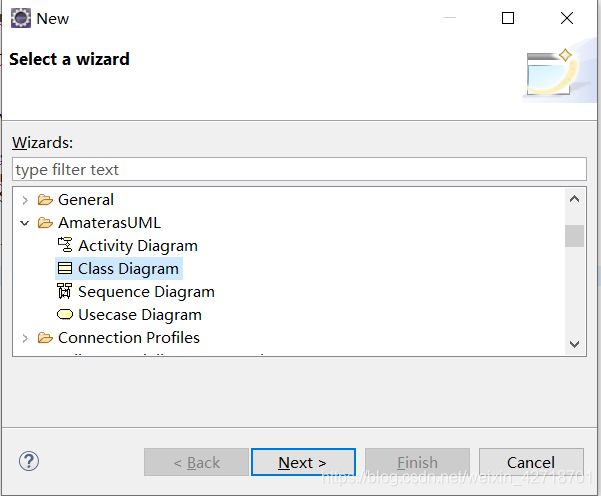 New
Select a wizard
Wizards:
type filter text
General
AmaterasUML
Activity Diagram
Class Diagram
Sequence Diagram
Usecase Diagram
Connection Profiles
< Back Next > Finish Cancel
https://blog.csdn.net/weixin_42718701